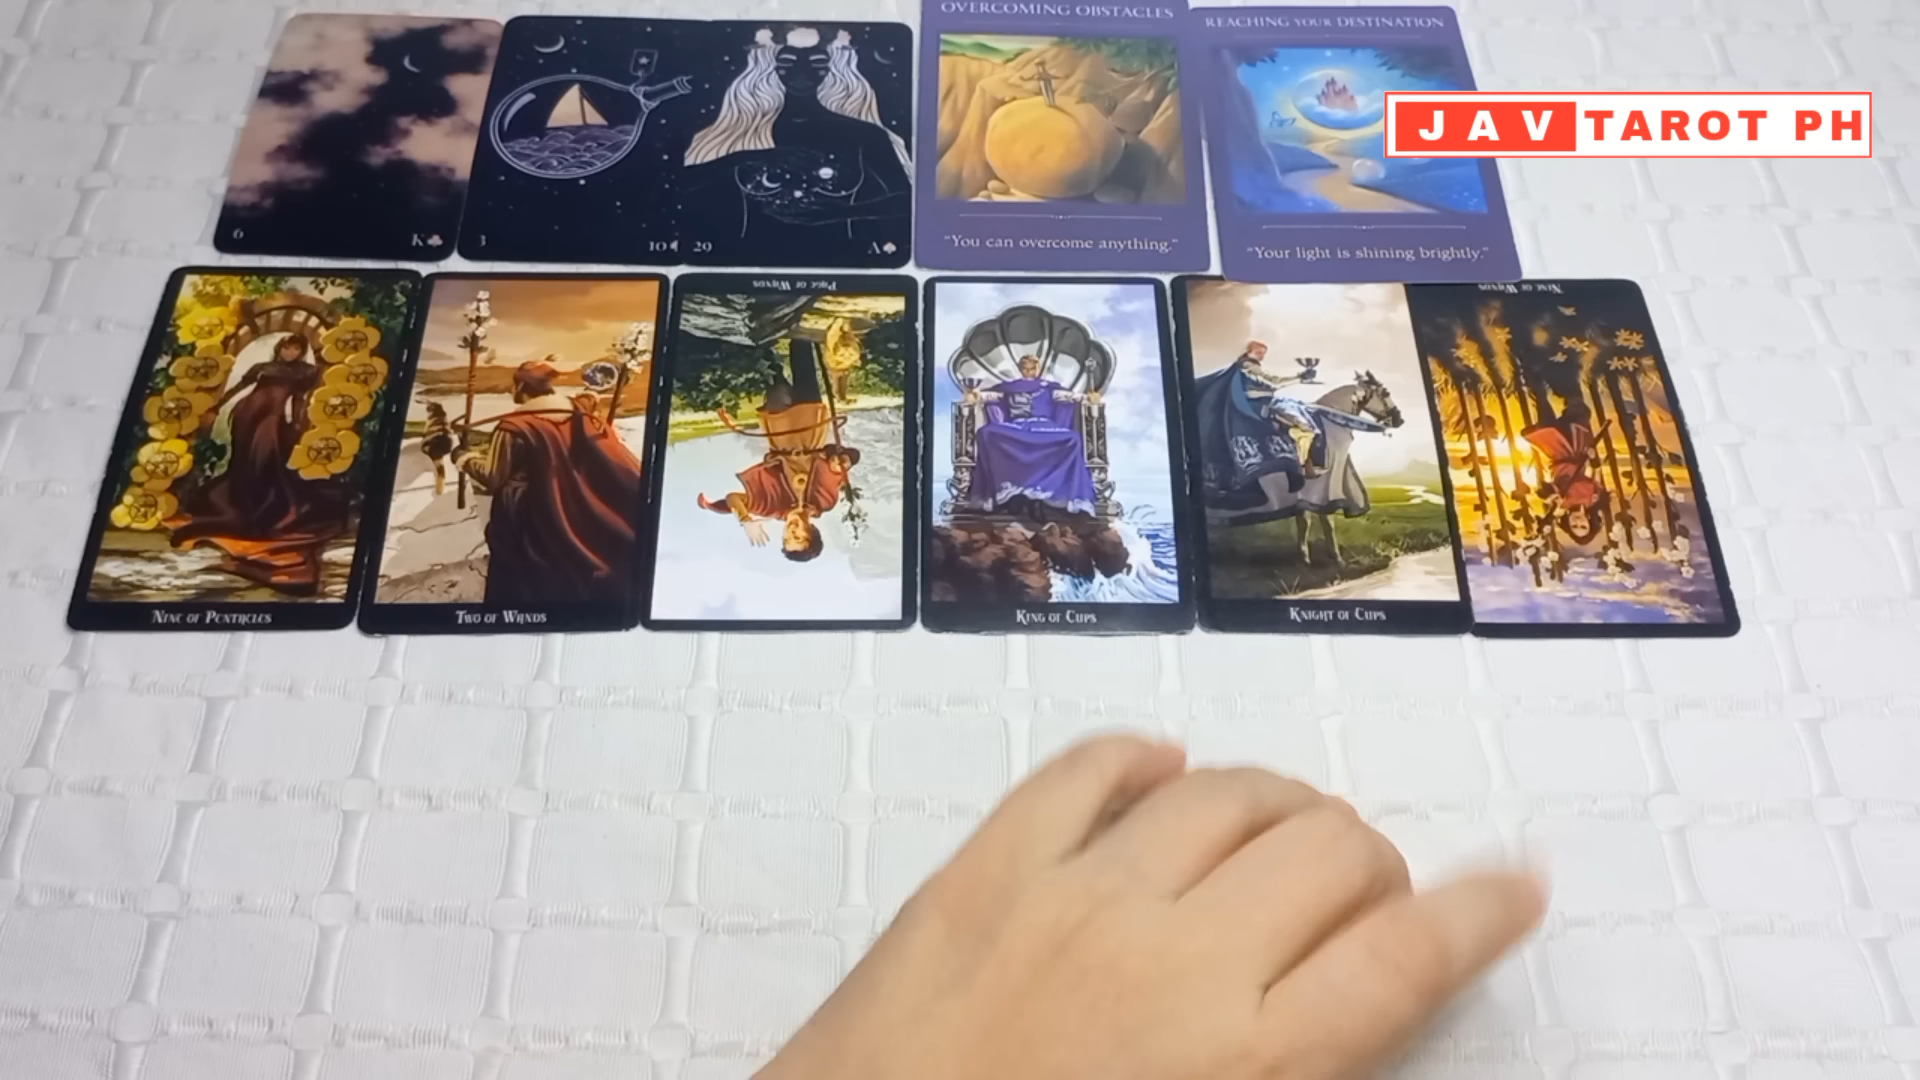 OVERCOMING OBSTACLES
REACHING YOUR DESTINATION
JAV TAROT PH
6
K♣
3
10
29
A♠
"You can overcome anything."
"Your light is shining brightly."
PAGE OF WANDS
NINE OF WANDS
NINE OF PENTACLES
TWO OF WANDS
KING OF CUPS
KNIGHT OF CUPS